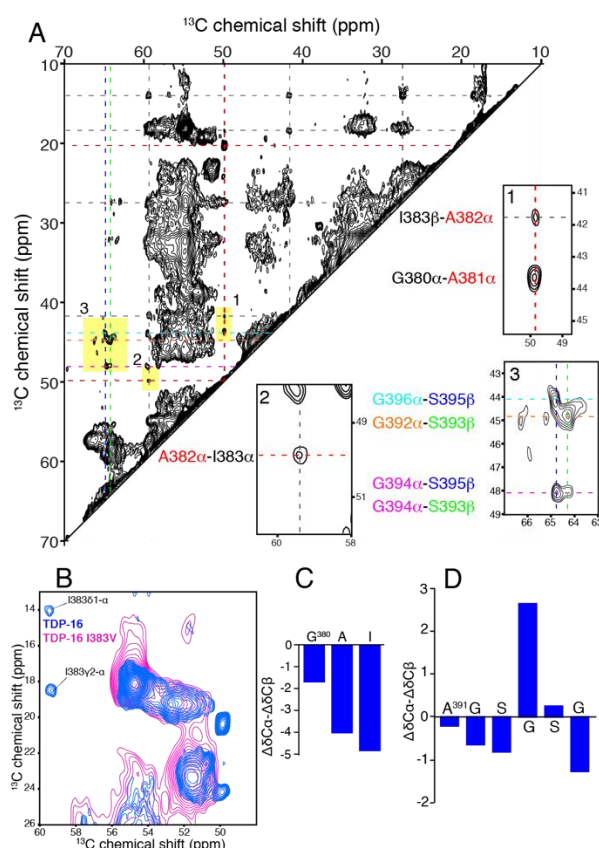 ¹³C chemical shift (ppm)
A
70 60 50 40 30 20 10
10
20
30
40
50
60
70
¹³C chemical shift (ppm)
3
2
1
1
41
42
43
44
45
50 49
I383β-A382α
G380α-A381α
2
49
51
60 58
A382α-I383α
3
44
45
46
47
48
49
66 65 64 63
G396α-S395β
G392α-S393β
G394α-S395β
G394α-S393β
B
I383δ1-α
TDP-16
TDP-16 I383V
I383γ2-α
14
16
18
20
22
24
26
60 58 56 54 52 50
¹³C chemical shift (ppm)
¹³C chemical shift (ppm)
C
G³⁸⁰ A I
0
-1
-2
-3
-4
-5
ΔδCα-ΔδCβ
D
3
2
1
0
-1
-2
ΔδCα-ΔδCβ
A³⁹¹ G S G S G